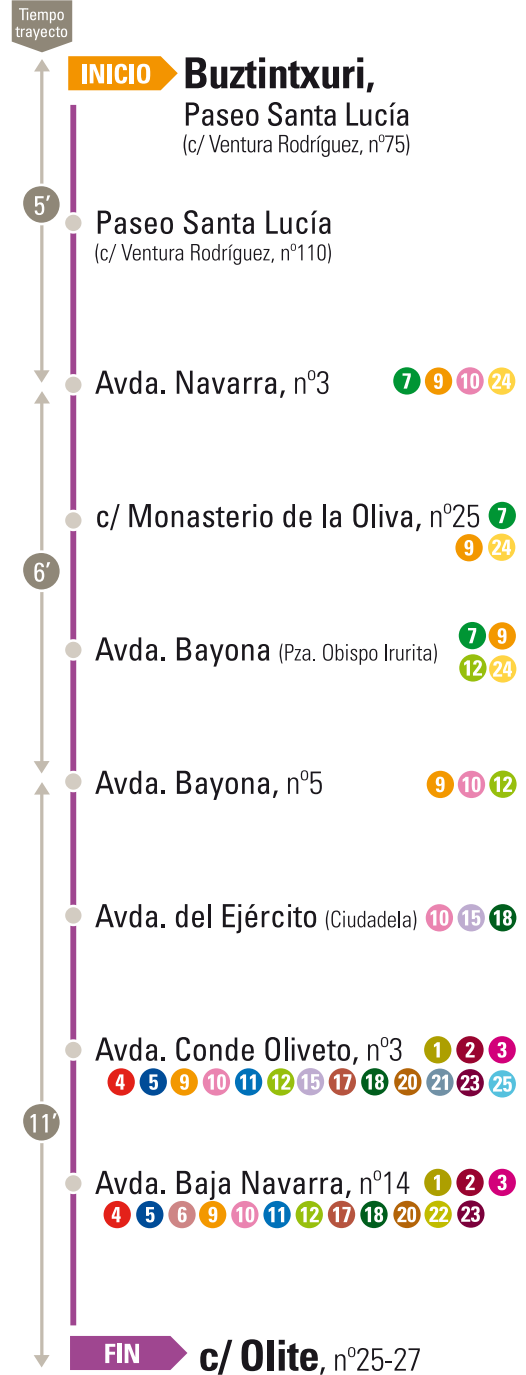 Tiempo
trayecto
INICIO Buztintxuri,
Paseo Santa Lucía
(c/ Ventura Rodríguez, nº75)
5’
Paseo Santa Lucía
(c/ Ventura Rodríguez, nº110)
Avda. Navarra, nº3 7 9 10 24
c/ Monasterio de la Oliva, nº25 7
9 24
6’
Avda. Bayona (Pza. Obispo Irurita) 7 9
12 24
Avda. Bayona, nº5 9 10 12
Avda. del Ejército (Ciudadela) 10 15 18
Avda. Conde Oliveto, nº3 1 2 3
4 5 9 10 11 12 15 17 18 20 21 23 25
11’
Avda. Baja Navarra, nº14 1 2 3
4 5 6 9 10 11 12 17 18 20 22 23
FIN c/ Olite, nº25-27